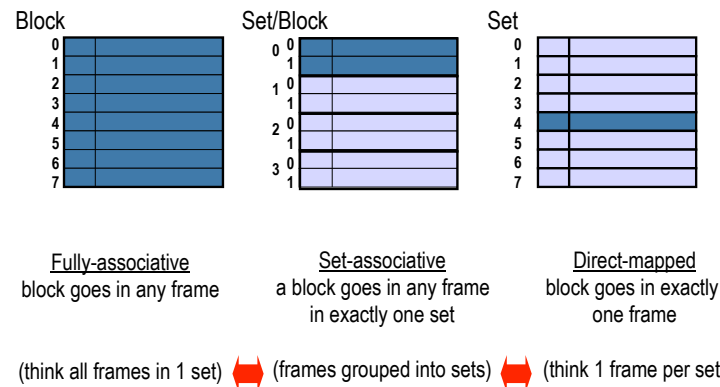 Block
0
1
2
3
4
5
6
7
Set/Block
0 0
1
1 0
1
2 0
1
3 0
1
Set
0
1
2
3
4
5
6
7
Fully-associative
block goes in any frame
Set-associative
a block goes in any frame
in exactly one set
Direct-mapped
block goes in exactly
one frame
(think all frames in 1 set)
(frames grouped into sets)
(think 1 frame per set